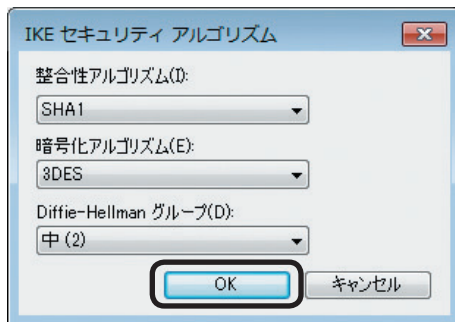 IKE セキュリティ アルゴリズム
整合性アルゴリズム(I):
SHA1
暗号化アルゴリズム(E):
3DES
Diffie-Hellman グループ(D):
中 (2)
OK キャンセル